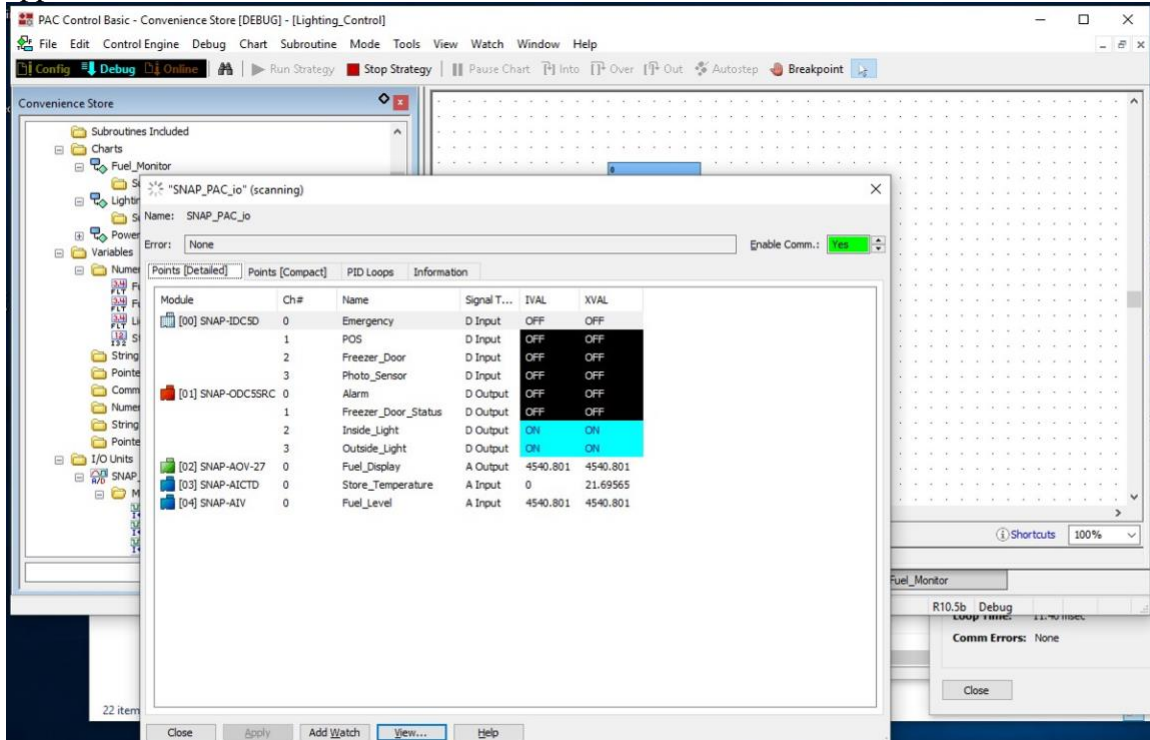 PAC Control Basic - Convenience Store [DEBUG] - [Lighting_Control]
File Edit Control Engine Debug Chart Subroutine Mode Tools View Watch Window Help
Config Debug Online Run Strategy Stop Strategy Pause Chart Into Over Out Autostep Breakpoint
Convenience Store
Subroutines Included
Charts
Fuel_Monitor
"SNAP_PAC_io" (scanning)
Name: SNAP_PAC_io
Power
Error: None Enable Comm.: Yes
Variables
Points [Detailed] Points [Compact] PID Loops Information
Module Ch# Name Signal T... IVAL XVAL
[00] SNAP-IDC5D 0 Emergency D Input OFF OFF
1 POS D Input OFF OFF
2 Freezer_Door D Input OFF OFF
String
3 Photo_Sensor D Input OFF OFF
Pointe
[01] SNAP-ODC5SRC 0 Alarm D Output OFF OFF
Comm
1 Freezer_Door_Status D Output OFF OFF
Numer
2 Inside_Light D Output ON ON
String
3 Outside_Light D Output ON ON
Pointe
[02] SNAP-AOV-27 0 Fuel_Display A Output 4540.801 4540.801
I/O Units
[03] SNAP-AICTD 0 Store_Temperature A Input 0 21.69565
SNAP_
[04] SNAP-AIV 0 Fuel_Level A Input 4540.801 4540.801
Shortcuts 100%
Fuel_Monitor
R10.5b Debug
Loop Time: 11.40 msec
Comm Errors: None
Close
22 item
Close Apply Add Watch View... Help